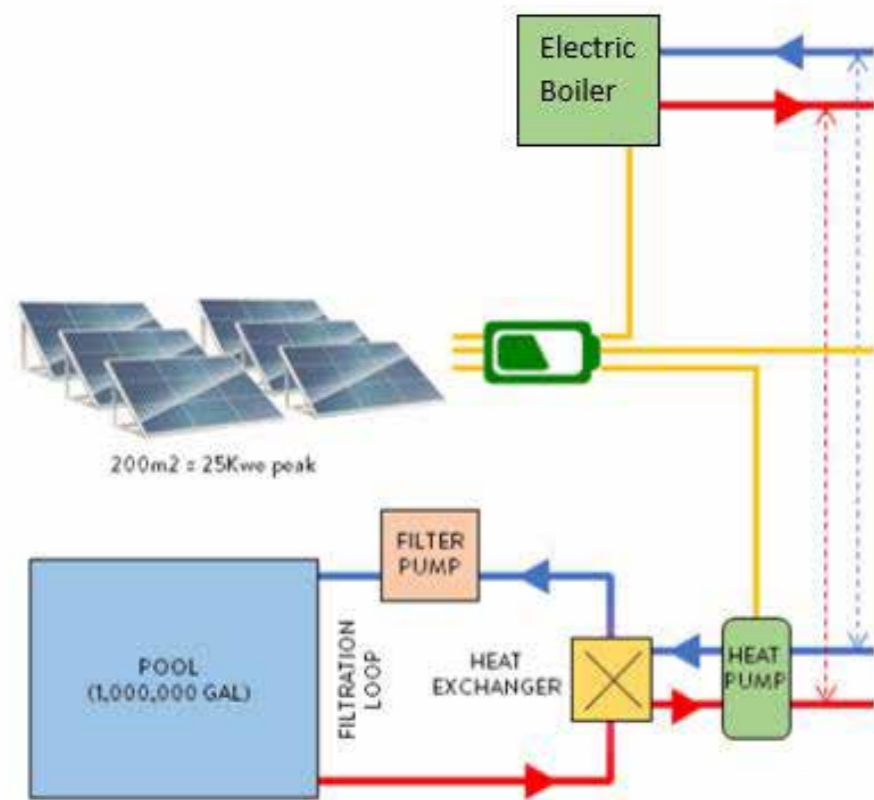 Electric
Boiler
200m2 = 25Kwe peak
FILTER
PUMP
POOL
(1,000,000 GAL)
FILTRATION
LOOP
HEAT
EXCHANGER
HEAT
PUMP